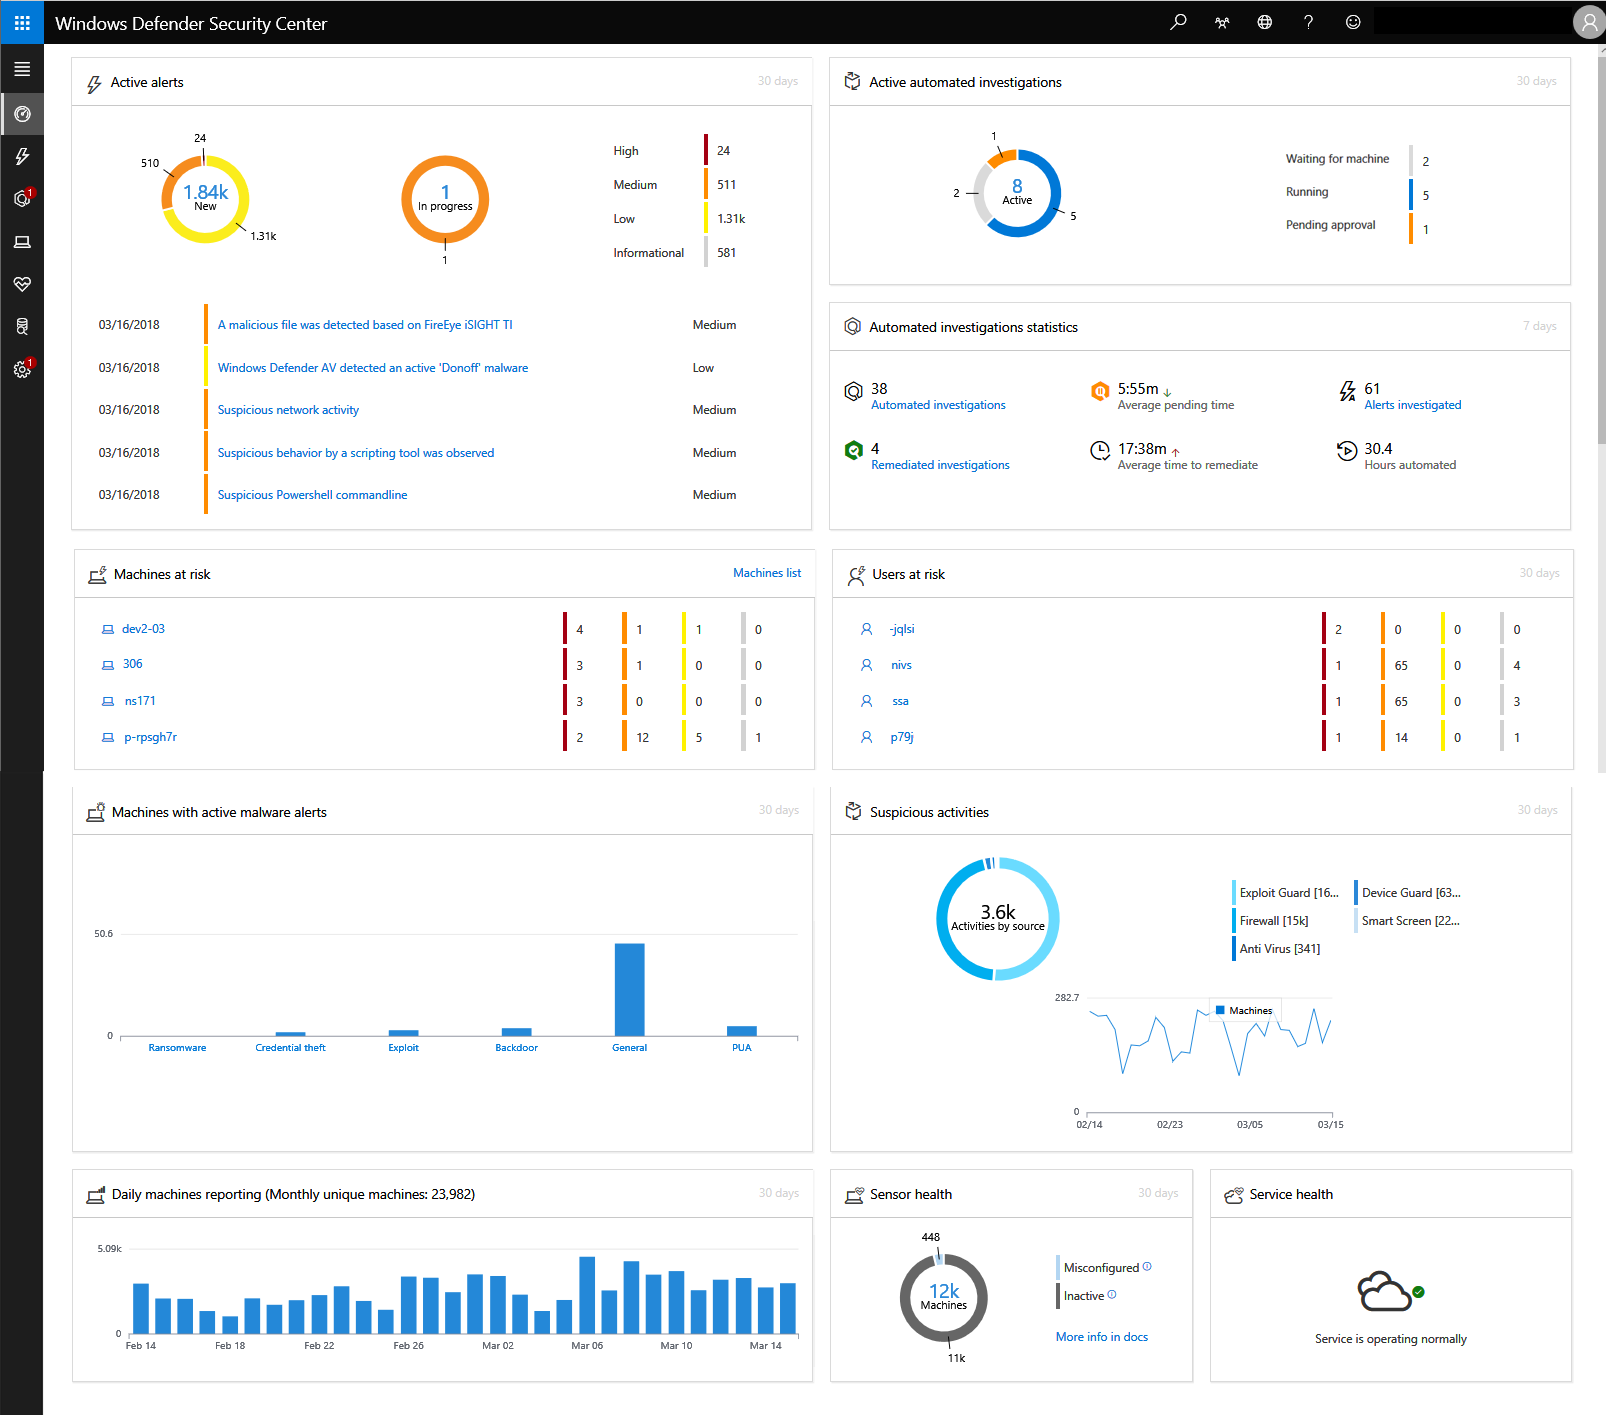 Windows Defender Security Center
?
1
1
Active alerts
30 days
24
510
1.84k
New
1.31k
1
In progress
1
High 24
Medium 511
Low 1.31k
Informational 581
03/16/2018 A malicious file was detected based on FireEye iSIGHT TI Medium
03/16/2018 Windows Defender AV detected an active 'Donoff' malware Low
03/16/2018 Suspicious network activity Medium
03/16/2018 Suspicious behavior by a scripting tool was observed Medium
03/16/2018 Suspicious Powershell commandline Medium
Active automated investigations
30 days
1
2
8
Active
5
Waiting for machine 2
Running 5
Pending approval 1
Automated investigations statistics
7 days
38
Automated investigations
5:55m ↓
Average pending time
61
Alerts investigated
4
Remediated investigations
17:38m ↑
Average time to remediate
30.4
Hours automated
Machines at risk
Machines list
dev2-03 4 1 1 0
306 3 1 0 0
ns171 3 0 0 0
p-rpsgh7r 2 12 5 1
Users at risk
30 days
-jqlsi 2 0 0 0
nivs 1 65 0 4
ssa 1 65 0 3
p79j 1 14 0 1
Machines with active malware alerts
30 days
50.6
0
Ransomware Credential theft Exploit Backdoor General PUA
Suspicious activities
30 days
3.6k
Activities by source
Exploit Guard [16... Device Guard [63...
Firewall [15k] Smart Screen [22...
Anti Virus [341]
282.7
Machines
0
02/14 02/23 03/05 03/15
Daily machines reporting (Monthly unique machines: 23,982)
30 days
5.09k
0
Feb 14 Feb 18 Feb 22 Feb 26 Mar 02 Mar 06 Mar 10 Mar 14
Sensor health
30 days
448
12k
Machines
11k
Misconfigured
Inactive
More info in docs
Service health
Service is operating normally